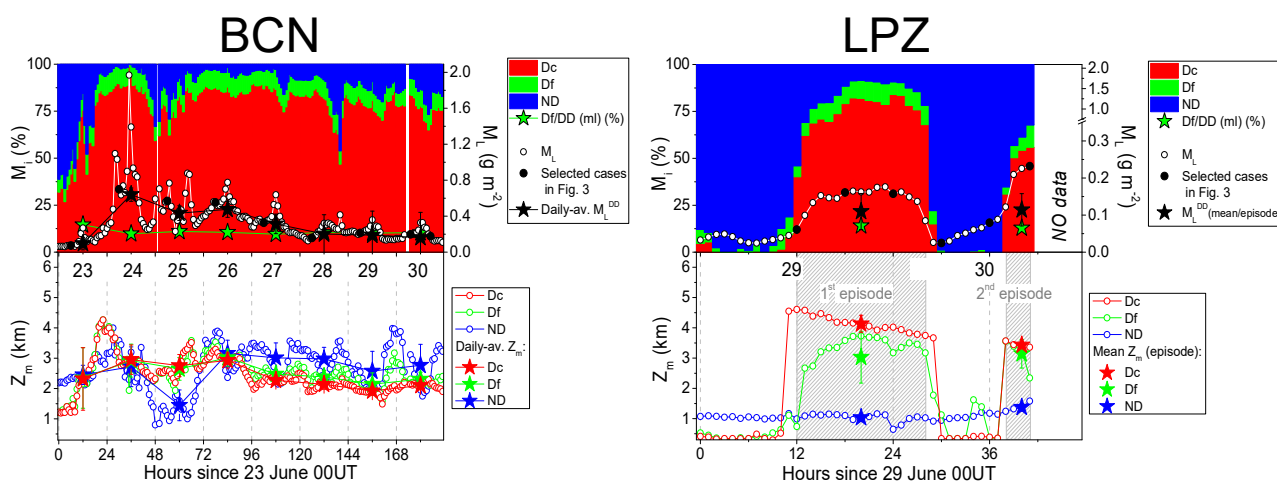 BCN
LPZ
100
75
50
25
0
M_i (%)
2.0
1.6
1.2
0.8
0.4
0.0
M_L (g m^-2)
23 24 25 26 27 28 29 30
Dc
Df
ND
Df/DD (ml) (%)
M_L
Selected cases
in Fig. 3
Daily-av. M_L^DD
6
5
4
3
2
1
Z_m (km)
0 24 48 72 96 120 144 168
Hours since 23 June 00UT
Dc
Df
ND
Daily-av. Z_m:
Dc
Df
ND
100
75
50
25
0
M_i (%)
2.0
1.5
1.0
0.3
0.2
0.1
0.0
M_L (g m^-2)
NO data
29 30
Dc
Df
ND
Df/DD (ml) (%)
M_L
Selected cases
in Fig. 3
M_L^DD (mean/episode)
6
5
4
3
2
1
Z_m (km)
1^st episode
2^nd episode
0 12 24 36
Hours since 29 June 00UT
Dc
Df
ND
Mean Z_m (episode):
Dc
Df
ND